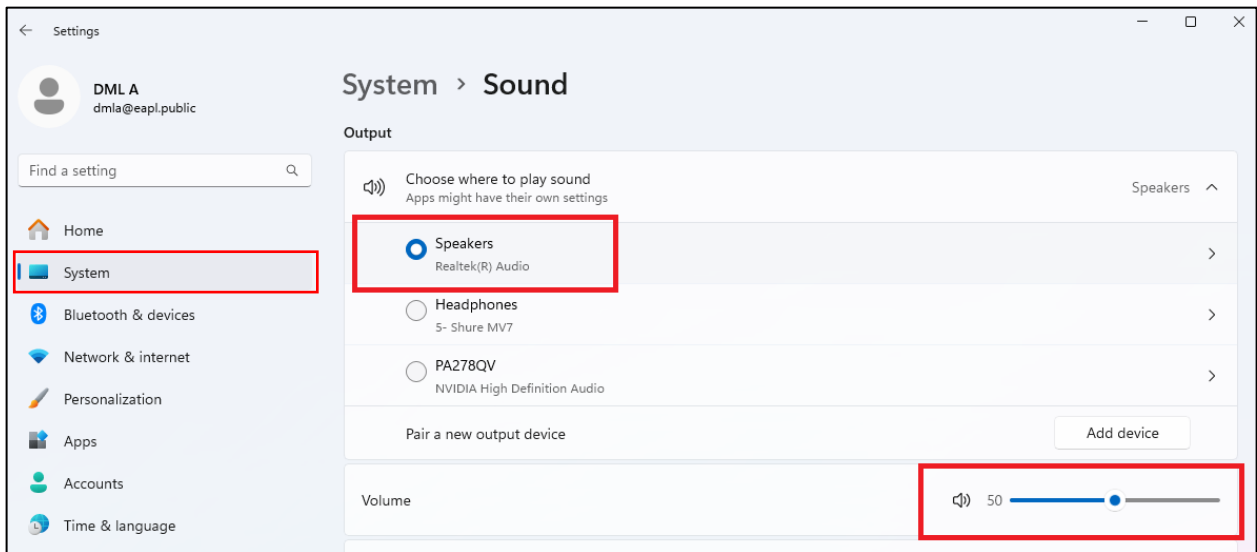 Settings
DML A
dmla@eapl.public
Find a setting
Home
System
Bluetooth & devices
Network & internet
Personalization
Apps
Accounts
Time & language
System > Sound
Output
Choose where to play sound
Apps might have their own settings
Speakers
Speakers
Realtek(R) Audio
Headphones
5- Shure MV7
PA278QV
NVIDIA High Definition Audio
Pair a new output device
Add device
Volume
50